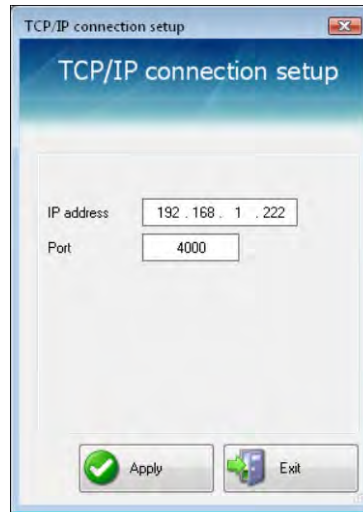 TCP/IP connection setup
TCP/IP connection setup
IP address 192 . 168 . 1 . 222
Port 4000
Apply Exit